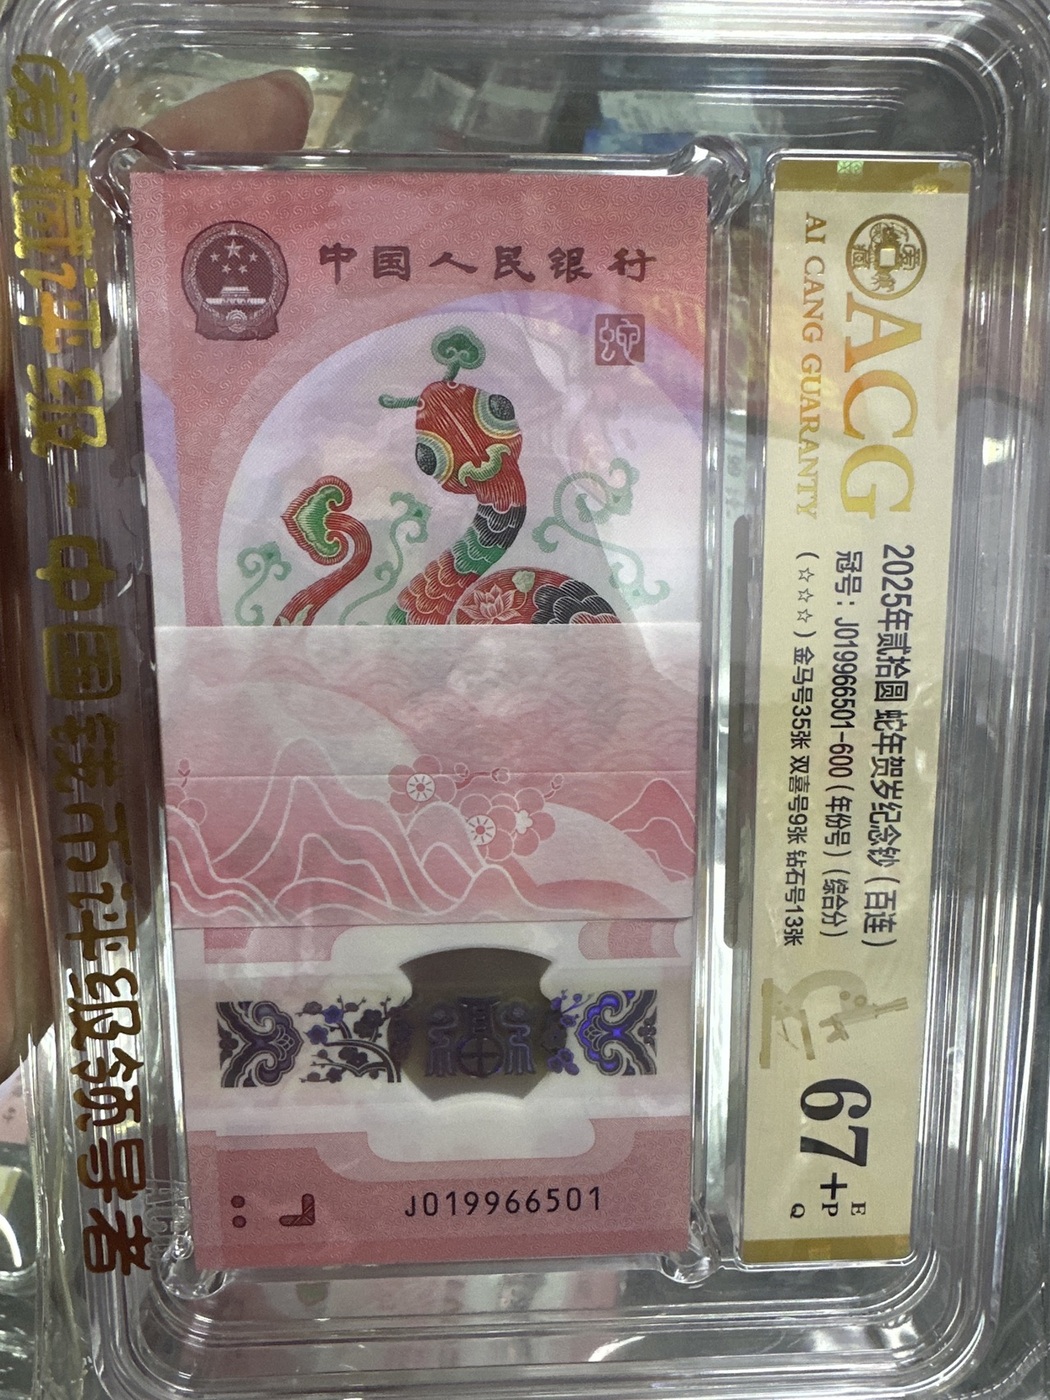 中国人民银行
蛇
J019966501
ACG
AI CANG GUARANTY
2025年贰拾圆 蛇年贺岁纪念钞（百连）
冠号：J019966501-600（年份号）（综合分）
（☆☆☆）金马号35张 双喜号9张 钻石号13张
67+
EPQ
爱藏评级-中国钱币评级领导者